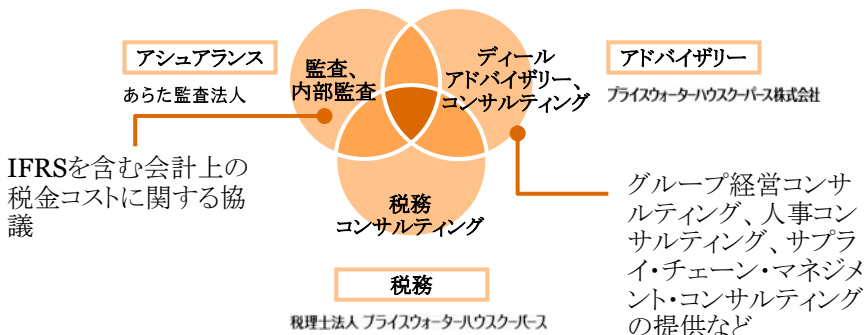 アシュアランス
あらた監査法人
監査、
内部監査
ディール
アドバイザリー、
コンサルティング
アドバイザリー
プライスウォーターハウスクーパース株式会社
IFRSを含む会計上の
税金コストに関する協
議
税務
コンサルティング
グループ経営コンサ
ルティング、人事コン
サルティング、サプラ
イ・チェーン・マネジメ
ント・コンサルティング
の提供など
税務
税理士法人 プライスウォーターハウスクーパース